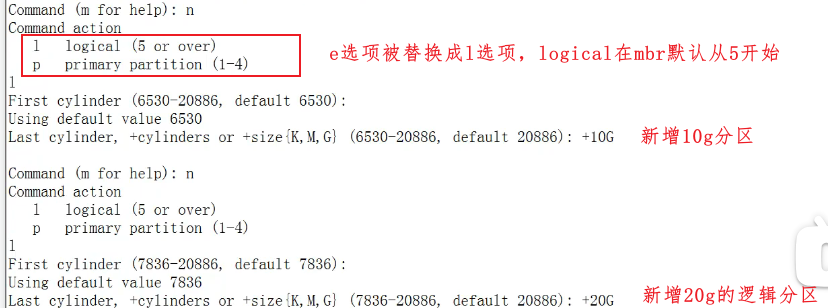 Command (m for help): n
Command action
l   logical (5 or over)
p   primary partition (1-4)
e选项被替换成l选项，logical在mbr默认从5开始
l
First cylinder (6530-20886, default 6530):
Using default value 6530
Last cylinder, +cylinders or +size{K,M,G} (6530-20886, default 20886): +10G
新增10g分区
Command (m for help): n
Command action
l   logical (5 or over)
p   primary partition (1-4)
l
First cylinder (7836-20886, default 7836):
Using default value 7836
Last cylinder, +cylinders or +size{K,M,G} (7836-20886, default 20886): +20G
新增20g的逻辑分区